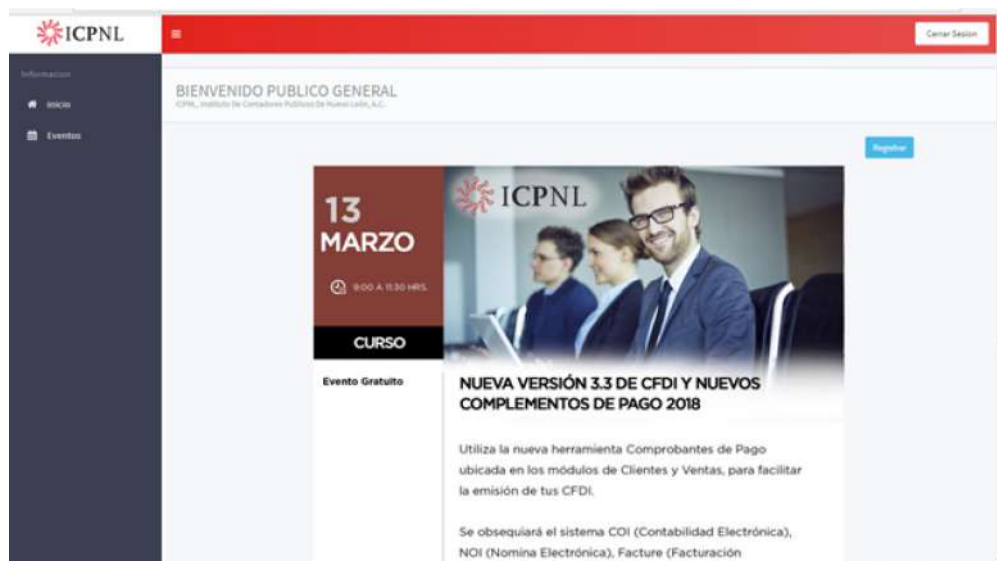 ICPNL
Cerrar Sesion
Informacion
Inicio
Eventos
BIENVENIDO PUBLICO GENERAL
ICPNL, Instituto De Contadores Publicos De Nuevo León, A.C.
Registrar
13
MARZO
9:00 A 11:30 HRS.
CURSO
ICPNL
Evento Gratuito
NUEVA VERSIÓN 3.3 DE CFDI Y NUEVOS
COMPLEMENTOS DE PAGO 2018
Utiliza la nueva herramienta Comprobantes de Pago
ubicada en los módulos de Clientes y Ventas, para facilitar
la emisión de tus CFDI.
Se obsequiará el sistema COI (Contabilidad Electrónica),
NOI (Nomina Electrónica), Facture (Facturación